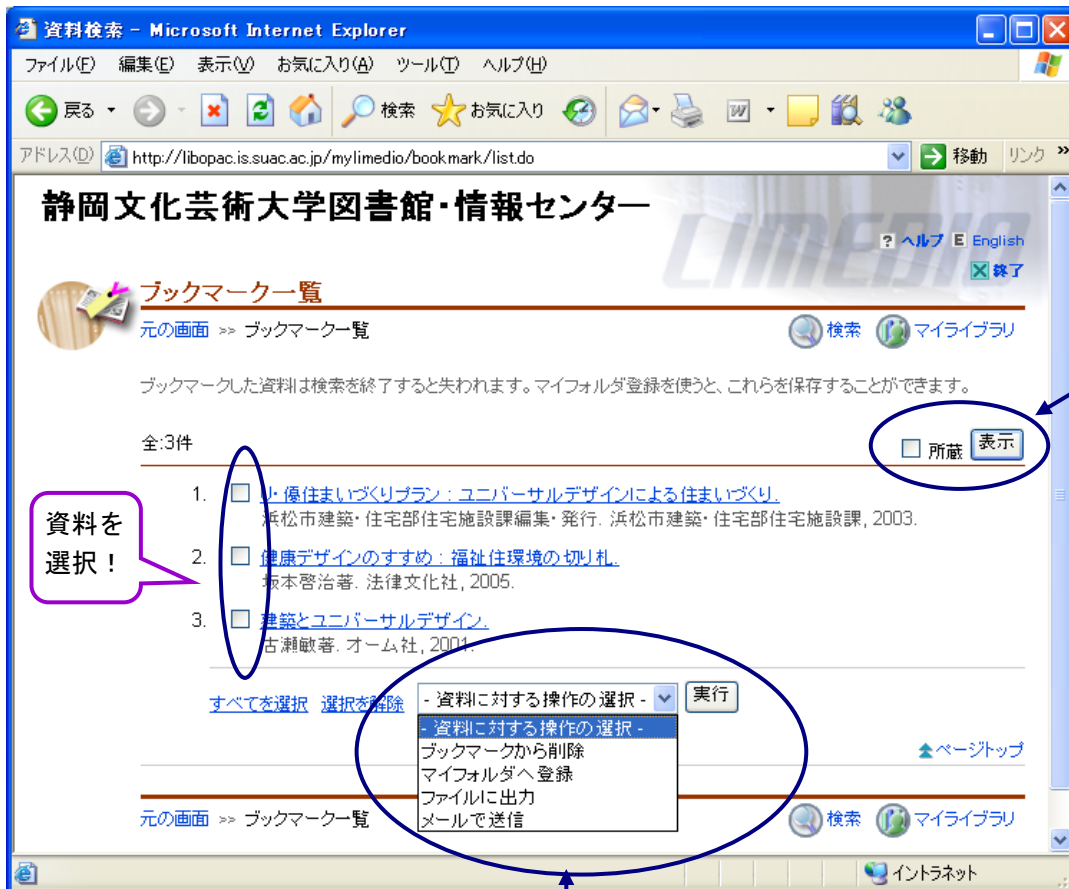 資料検索 - Microsoft Internet Explorer
ファイル(F) 編集(E) 表示(V) お気に入り(A) ツール(T) ヘルプ(H)
戻る 検索 お気に入り
アドレス(D) http://libopac.is.suac.ac.jp/mylimedio/bookmark/list.do 移動 リンク »
静岡文化芸術大学図書館・情報センター
LIMEDIO
? ヘルプ E English
終了
ブックマーク一覧
元の画面 >> ブックマーク一覧 検索 マイライブラリ
ブックマークした資料は検索を終了すると失われます。マイフォルダ登録を使うと、これらを保存することができます。
全:3件 所蔵 表示
1. U・優住まいづくりプラン : ユニバーサルデザインによる住まいづくり.
浜松市建築・住宅部住宅施設課編集・発行. 浜松市建築・住宅部住宅施設課, 2003.
資料を
選択！
2. 健康デザインのすすめ : 福祉住環境の切り札.
坂本啓治著. 法律文化社, 2005.
3. 建築とユニバーサルデザイン.
古瀬敏著. オーム社, 2001.
すべてを選択 選択を解除 - 資料に対する操作の選択 - 実行
- 資料に対する操作の選択 -
ブックマークから削除
マイフォルダへ登録
ファイルに出力
メールで送信
ページトップ
元の画面 >> ブックマーク一覧 検索 マイライブラリ
イントラネット